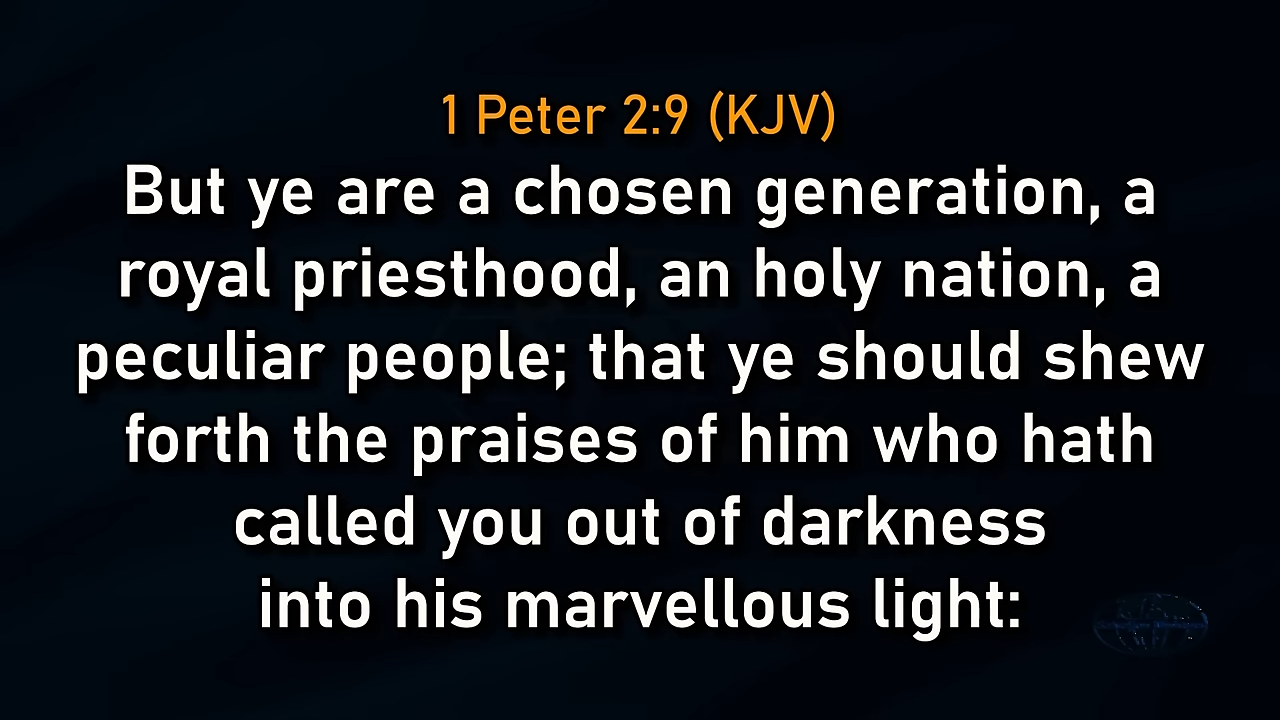 1 Peter 2:9 (KJV)
But ye are a chosen generation, a
royal priesthood, an holy nation, a
peculiar people; that ye should shew
forth the praises of him who hath
called you out of darkness
into his marvellous light: